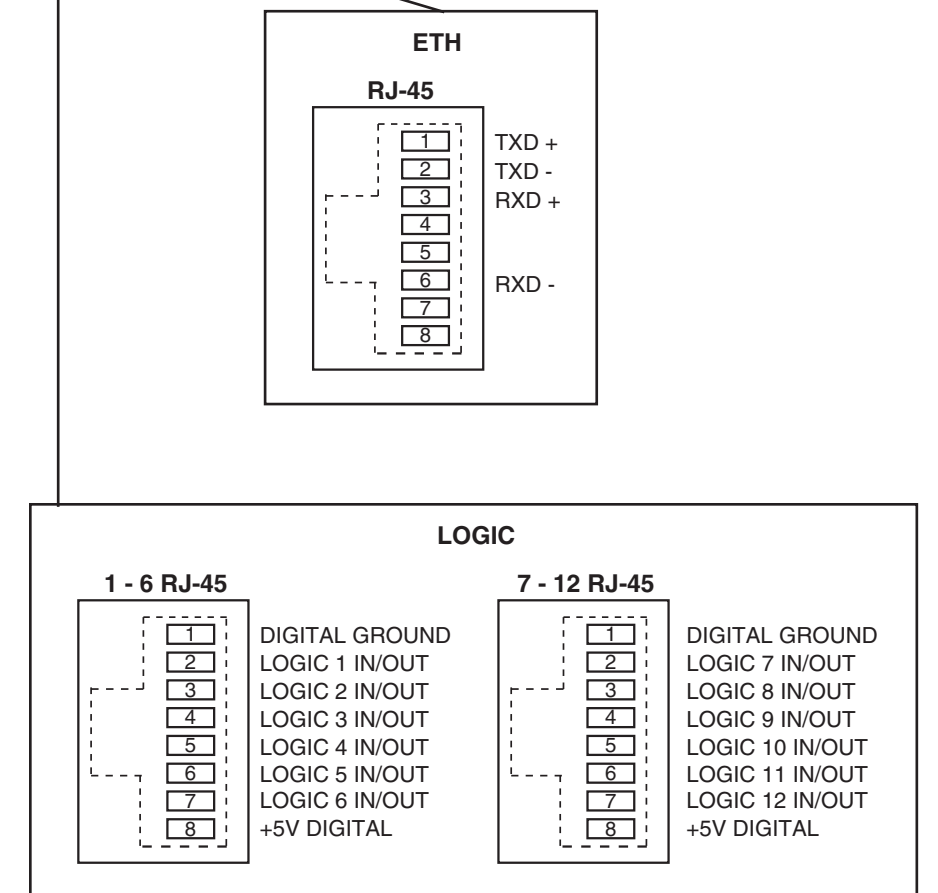 ETH
RJ-45
1 TXD +
2 TXD -
3 RXD +
4
5
6 RXD -
7
8
LOGIC
1 - 6 RJ-45
1 DIGITAL GROUND
2 LOGIC 1 IN/OUT
3 LOGIC 2 IN/OUT
4 LOGIC 3 IN/OUT
5 LOGIC 4 IN/OUT
6 LOGIC 5 IN/OUT
7 LOGIC 6 IN/OUT
8 +5V DIGITAL
7 - 12 RJ-45
1 DIGITAL GROUND
2 LOGIC 7 IN/OUT
3 LOGIC 8 IN/OUT
4 LOGIC 9 IN/OUT
5 LOGIC 10 IN/OUT
6 LOGIC 11 IN/OUT
7 LOGIC 12 IN/OUT
8 +5V DIGITAL